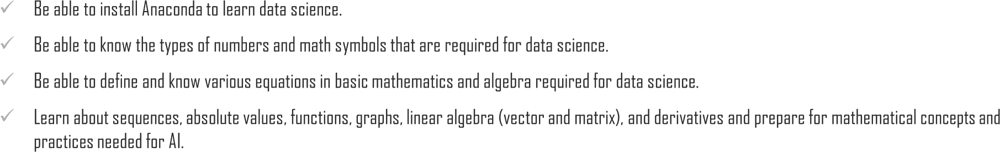 ✓ Be able to install Anaconda to learn data science.
✓ Be able to know the types of numbers and math symbols that are required for data science.
✓ Be able to define and know various equations in basic mathematics and algebra required for data science.
✓ Learn about sequences, absolute values, functions, graphs, linear algebra (vector and matrix), and derivatives and prepare for mathematical concepts and
practices needed for AI.